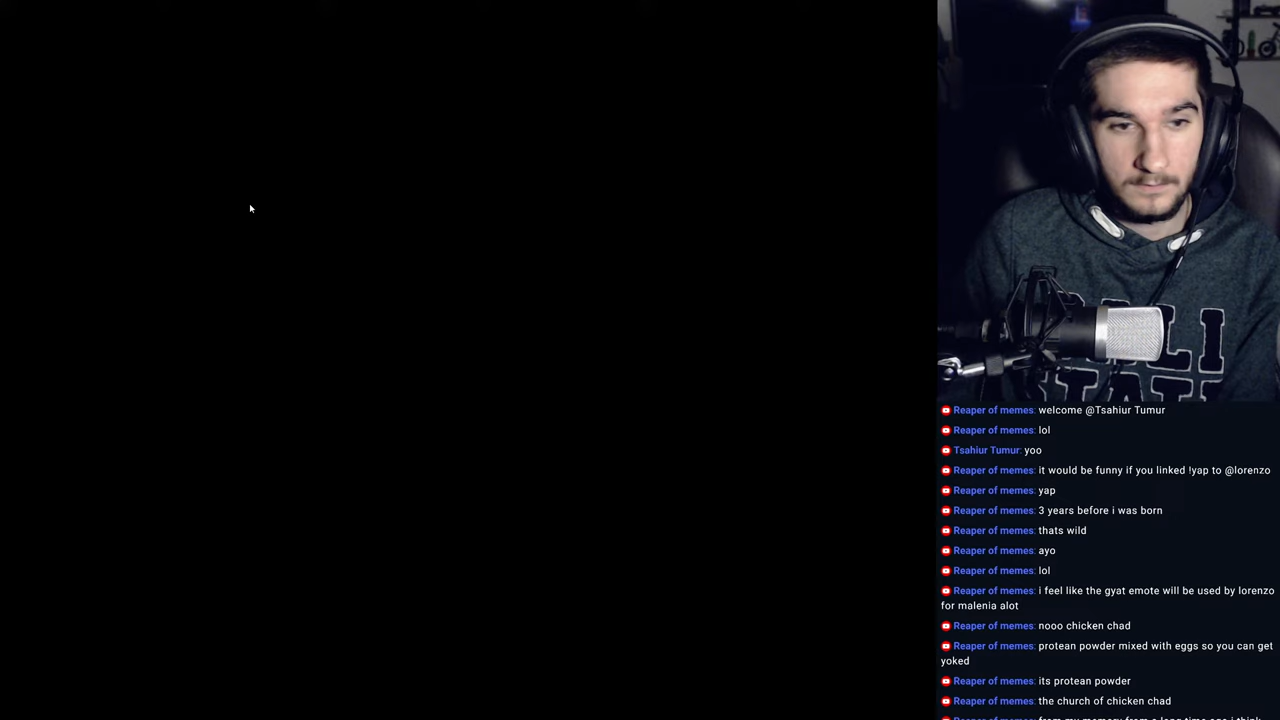 Reaper of memes: welcome @Tsahiur Tumur
Reaper of memes: lol
Tsahiur Tumur: yoo
Reaper of memes: it would be funny if you linked !yap to @lorenzo
Reaper of memes: yap
Reaper of memes: 3 years before i was born
Reaper of memes: thats wild
Reaper of memes: ayo
Reaper of memes: lol
Reaper of memes: i feel like the gyat emote will be used by lorenzo
for malenia alot
Reaper of memes: nooo chicken chad
Reaper of memes: protean powder mixed with eggs so you can get
yoked
Reaper of memes: its protean powder
Reaper of memes: the church of chicken chad